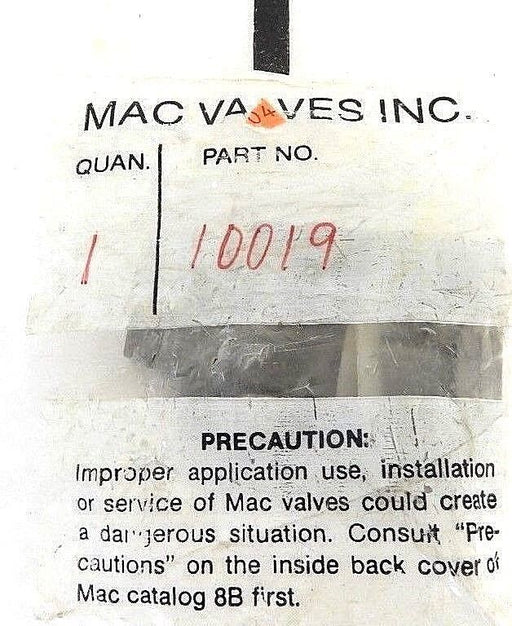 MAC VALVES INC.
04
QUAN. PART NO.
1 10019
PRECAUTION:
Improper application use, installation
or service of Mac valves could create
a dangerous situation. Consult "Pre-
cautions" on the inside back cover of
Mac catalog 8B first.